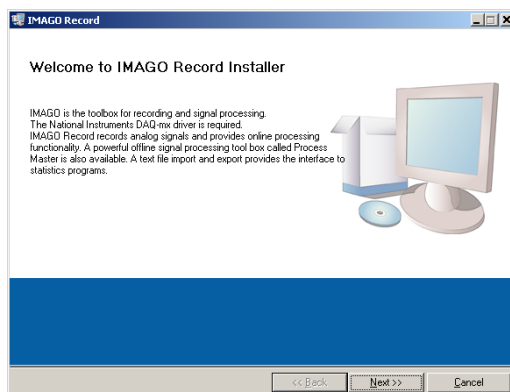 IMAGO Record
Welcome to IMAGO Record Installer
IMAGO is the toolbox for recording and signal processing.
The National Instruments DAQ-mx driver is required.
IMAGO Record records analog signals and provides online processing
functionality. A powerful offline signal processing tool box called Process
Master is also available. A text file import and export provides the interface to
statistics programs.
<< Back Next >> Cancel